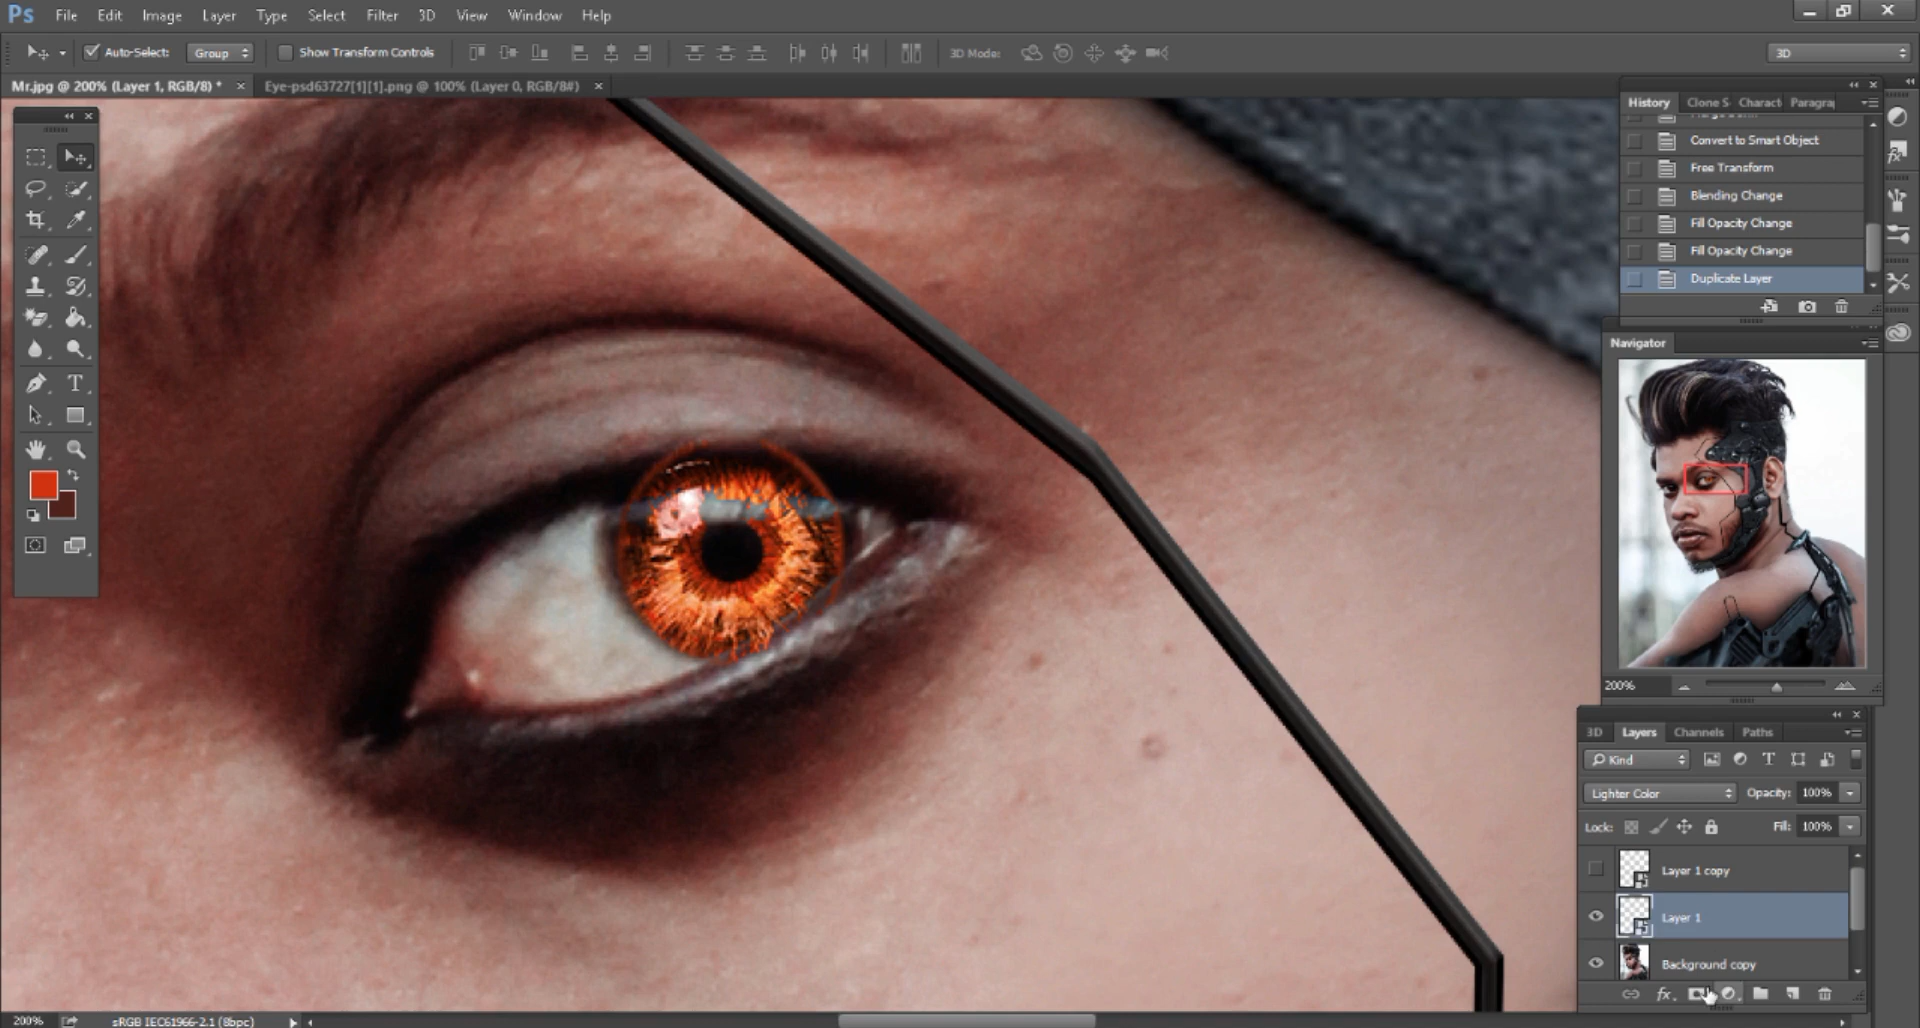 Ps File Edit Image Layer Type Select Filter 3D View Window Help
Auto-Select: Group Show Transform Controls 3D Mode: 3D
Mr.jpg @ 200% (Layer 1, RGB/8) * × Eye-psd63727[1][1].png @ 100% (Layer 0, RGB/8#) ×
History Clone S Charact Paragra
Convert to Smart Object
Free Transform
Blending Change
Fill Opacity Change
Fill Opacity Change
Duplicate Layer
Navigator
200%
3D Layers Channels Paths
Kind
Lighter Color Opacity: 100%
Lock: Fill: 100%
Layer 1 copy
Layer 1
Background copy
fx
200% sRGB IEC61966-2.1 (8bpc)